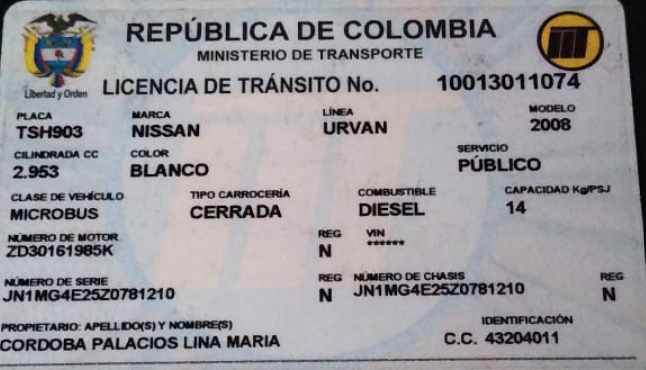 REPÚBLICA DE COLOMBIA
MINISTERIO DE TRANSPORTE
Libertad y Orden
LICENCIA DE TRÁNSITO No. 10013011074
PLACA MARCA LÍNEA MODELO
TSH903 NISSAN URVAN 2008
CILINDRADA CC COLOR SERVICIO
2.953 BLANCO PÚBLICO
CLASE DE VEHÍCULO TIPO CARROCERÍA COMBUSTIBLE CAPACIDAD Kg/PSJ
MICROBUS CERRADA DIESEL 14
NÚMERO DE MOTOR REG VIN
ZD30161985K N ******
NÚMERO DE SERIE REG NÚMERO DE CHASIS REG
JN1MG4E25Z0781210 N JN1MG4E25Z0781210 N
PROPIETARIO: APELLIDO(S) Y NOMBRE(S) IDENTIFICACIÓN
CORDOBA PALACIOS LINA MARIA C.C. 43204011